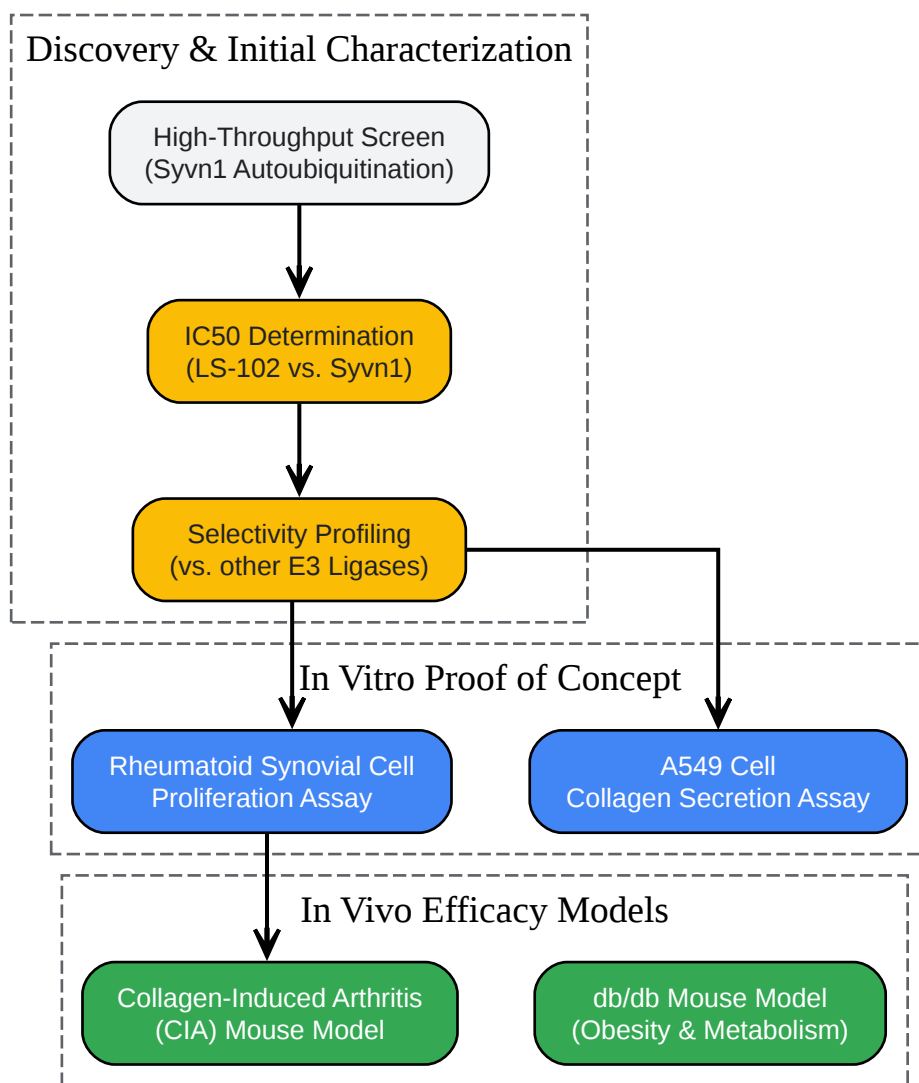 Discovery & Initial Characterization
High-Throughput Screen
(Syvn1 Autoubiquitination)
IC50 Determination
(LS-102 vs. Syvn1)
Selectivity Profiling
(vs. other E3 Ligases)
In Vitro Proof of Concept
Rheumatoid Synovial Cell
Proliferation Assay
A549 Cell
Collagen Secretion Assay
In Vivo Efficacy Models
Collagen-Induced Arthritis
(CIA) Mouse Model
db/db Mouse Model
(Obesity & Metabolism)